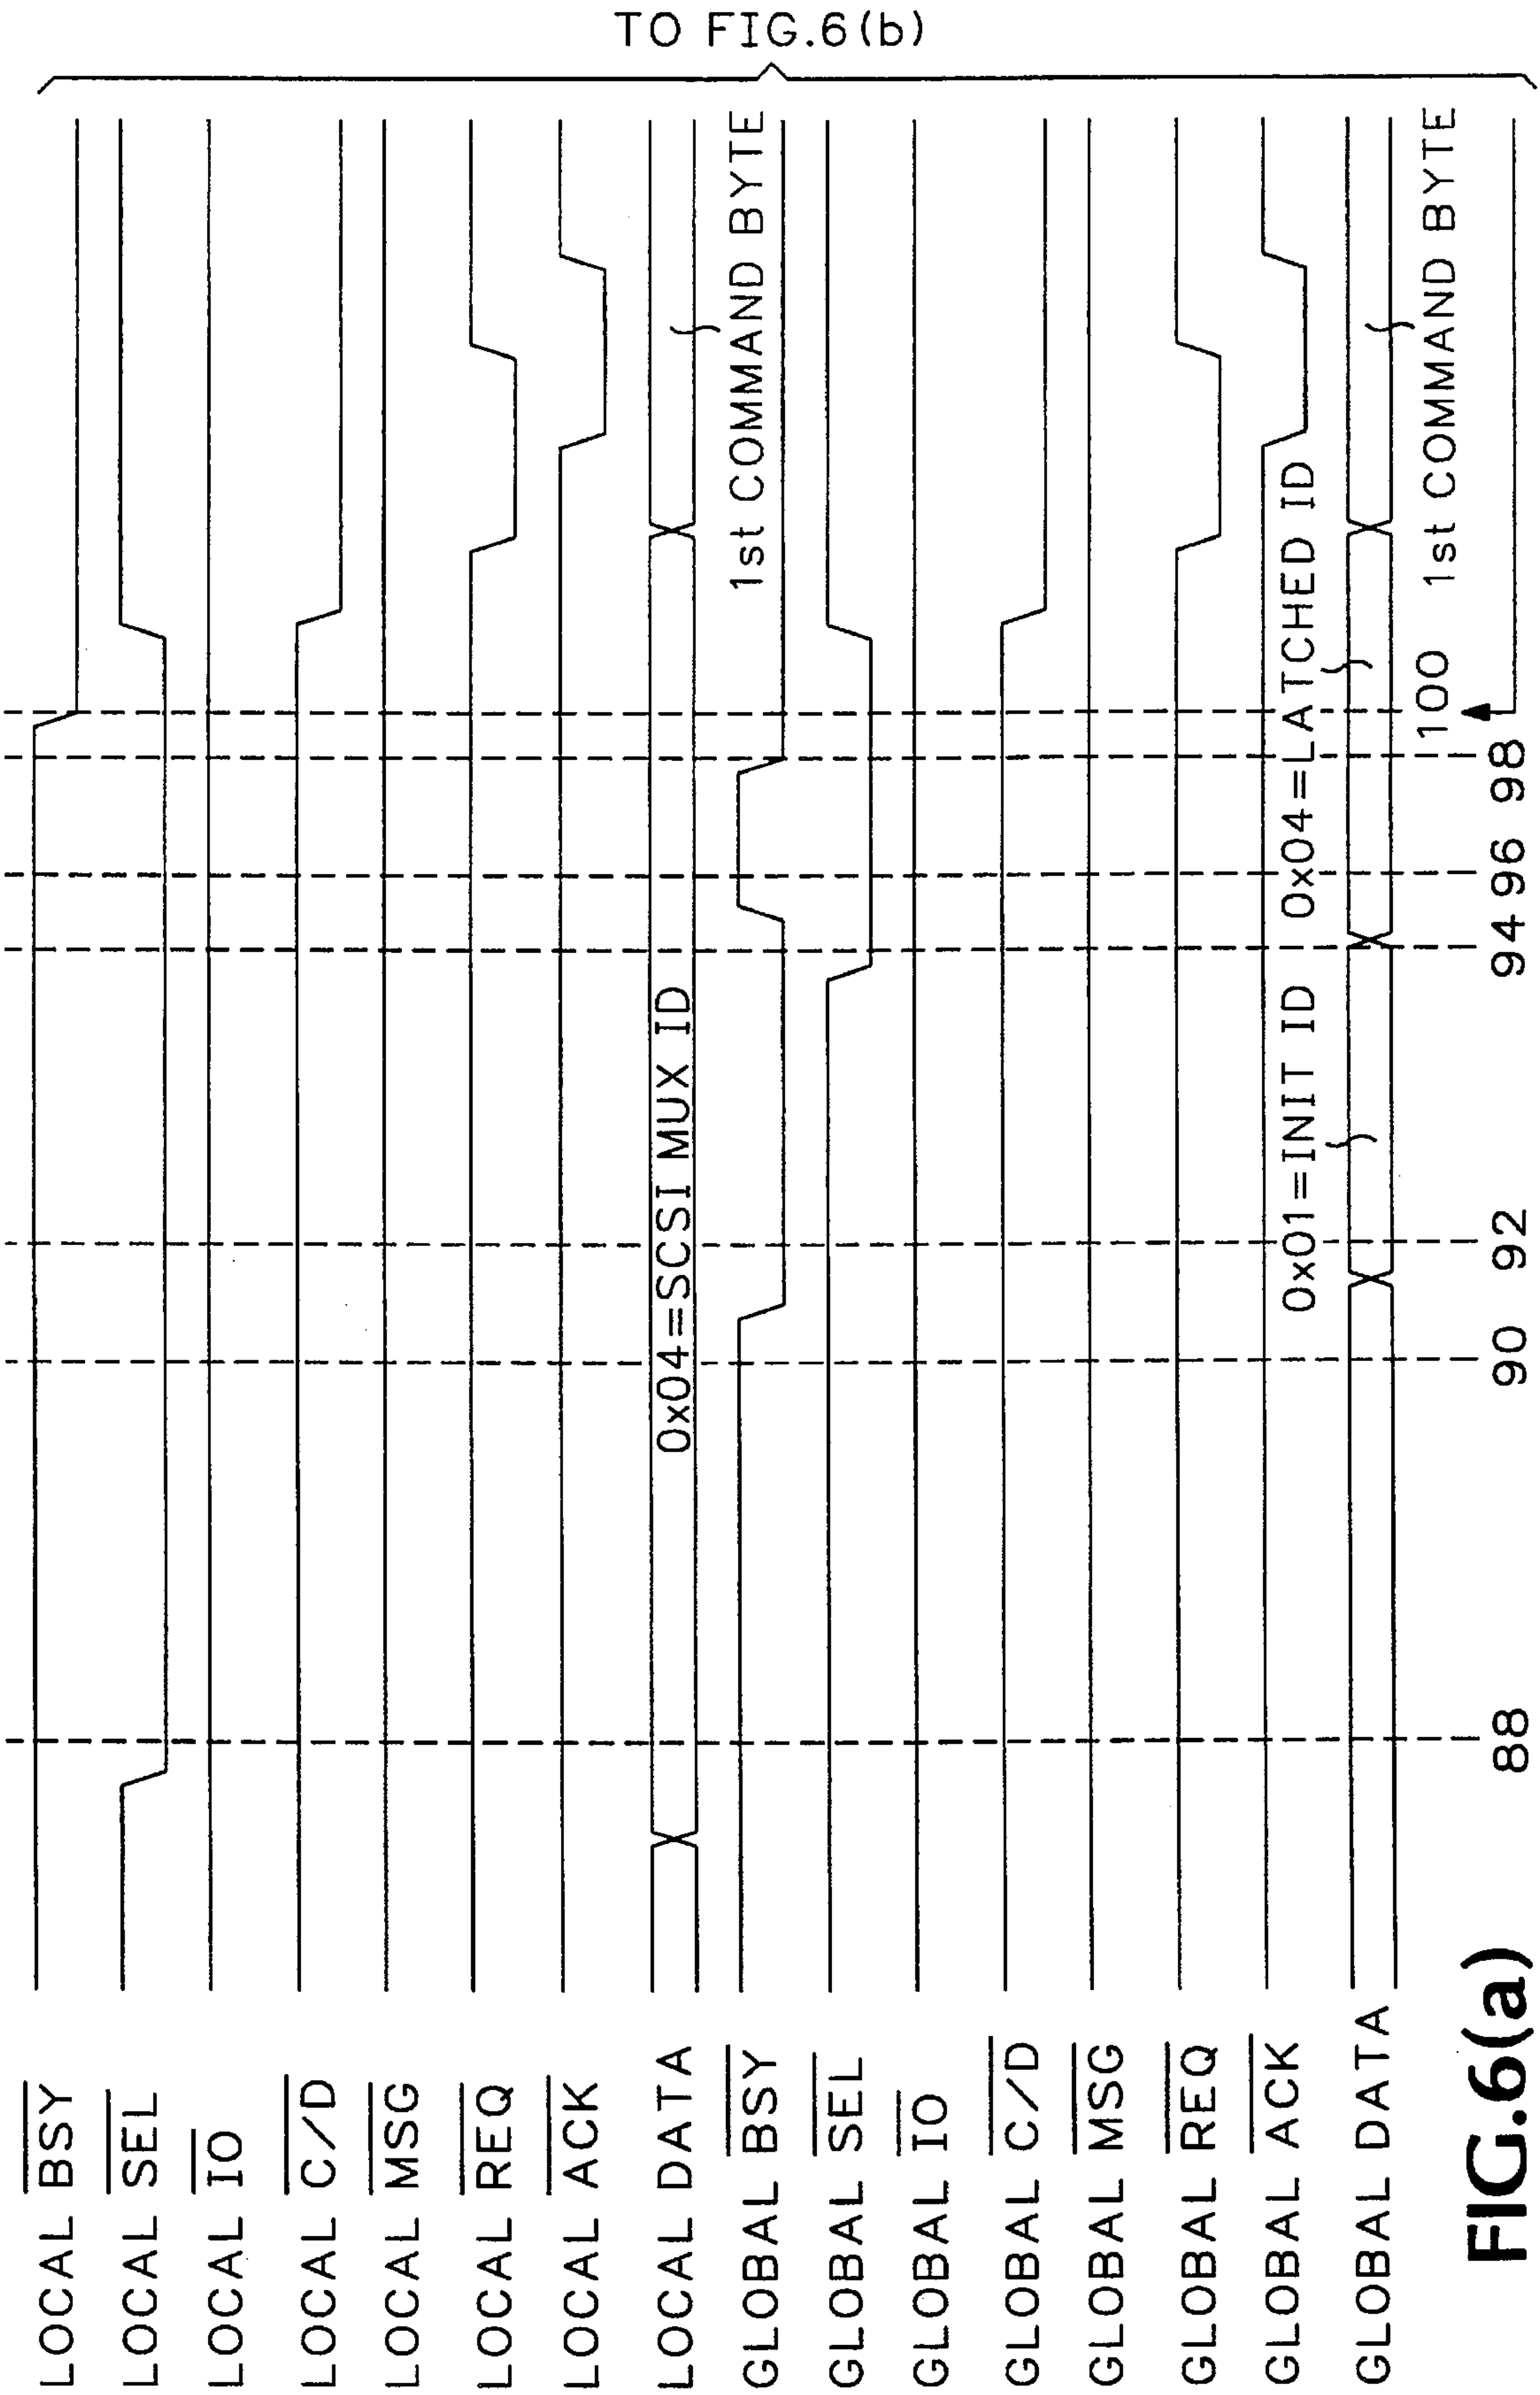 TO FIG.6(b)
LOCAL BSY
LOCAL SEL
LOCAL IO
LOCAL C/D
LOCAL MSG
LOCAL REQ
LOCAL ACK
LOCAL DATA
0x04=SCSI MUX ID
1st COMMAND BYTE
GLOBAL BSY
GLOBAL SEL
GLOBAL IO
GLOBAL C/D
GLOBAL MSG
GLOBAL REQ
GLOBAL ACK
0x01=INIT ID
0x04=LATCHED ID
GLOBAL DATA
1st COMMAND BYTE
88
90
92
94
96
98
100
FIG.6(a)